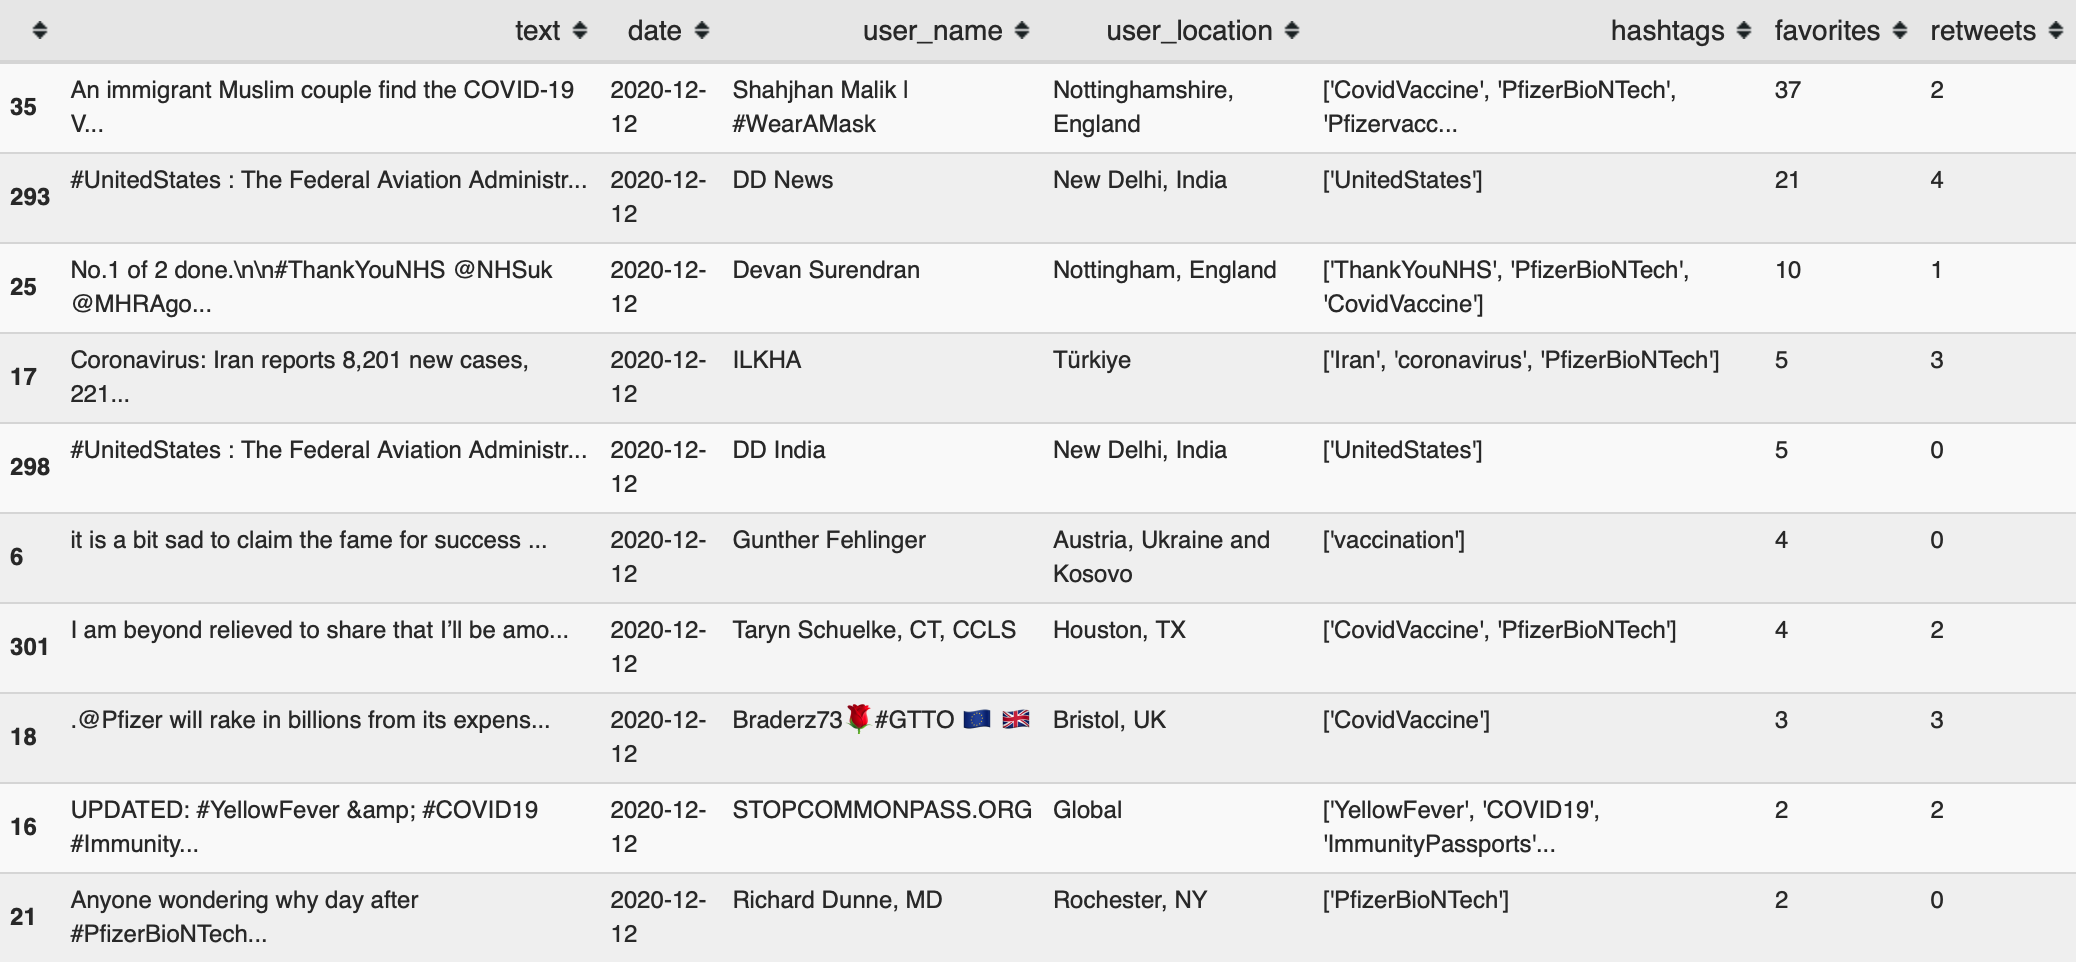 text date user_name user_location hashtags favorites retweets
35 An immigrant Muslim couple find the COVID-19 2020-12- Shahjhan Malik | Nottinghamshire, ['CovidVaccine', 'PfizerBioNTech', 37 2
V... 12 #WearAMask England 'Pfizervacc...
293 #UnitedStates : The Federal Aviation Administr... 2020-12- DD News New Delhi, India ['UnitedStates'] 21 4
12
25 No.1 of 2 done.\n\n#ThankYouNHS @NHSuk 2020-12- Devan Surendran Nottingham, England ['ThankYouNHS', 'PfizerBioNTech', 10 1
@MHRAgo... 12 'CovidVaccine']
17 Coronavirus: Iran reports 8,201 new cases, 2020-12- ILKHA Türkiye ['Iran', 'coronavirus', 'PfizerBioNTech'] 5 3
221... 12
298 #UnitedStates : The Federal Aviation Administr... 2020-12- DD India New Delhi, India ['UnitedStates'] 5 0
12
6 it is a bit sad to claim the fame for success ... 2020-12- Gunther Fehlinger Austria, Ukraine and ['vaccination'] 4 0
12 Kosovo
301 I am beyond relieved to share that I’ll be amo... 2020-12- Taryn Schuelke, CT, CCLS Houston, TX ['CovidVaccine', 'PfizerBioNTech'] 4 2
12
18 .@Pfizer will rake in billions from its expens... 2020-12- Braderz73🌹#GTTO 🇪🇺 🇬🇧 Bristol, UK ['CovidVaccine'] 3 3
12
16 UPDATED: #YellowFever &amp; #COVID19 2020-12- STOPCOMMONPASS.ORG Global ['YellowFever', 'COVID19', 2 2
#Immunity... 12 'ImmunityPassports'...
21 Anyone wondering why day after 2020-12- Richard Dunne, MD Rochester, NY ['PfizerBioNTech'] 2 0
#PfizerBioNTech... 12